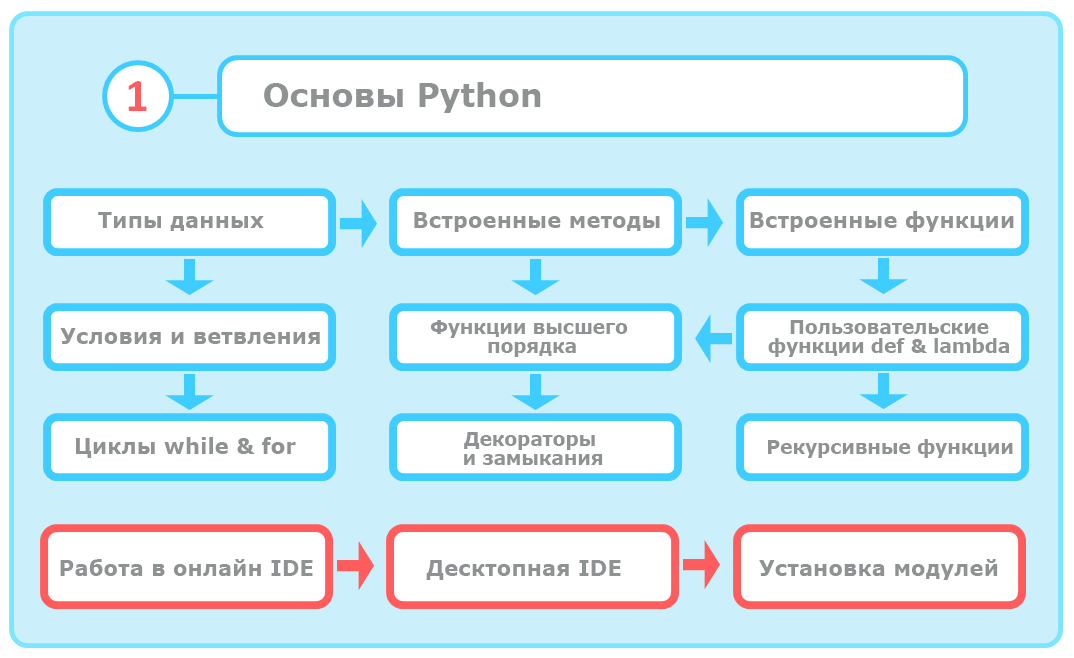 1
Основы Python
Типы данных
Встроенные методы
Встроенные функции
Условия и ветвления
Функции высшего
порядка
Пользовательские
функции def & lambda
Циклы while & for
Декораторы
и замыкания
Рекурсивные функции
Работа в онлайн IDE
Десктопная IDE
Установка модулей